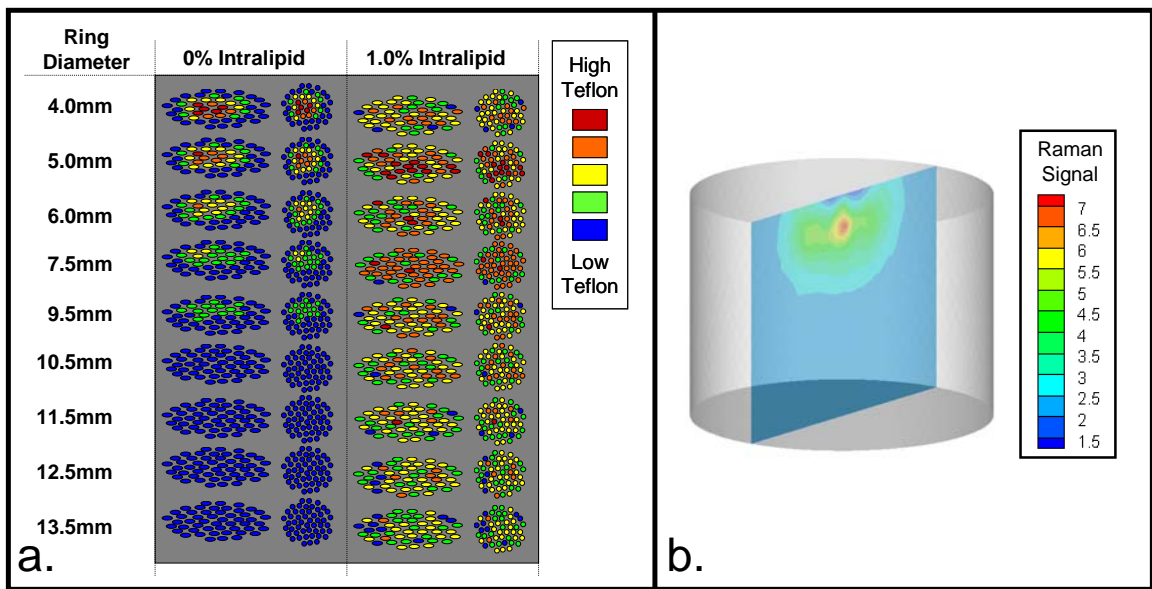 Ring
Diameter
0% Intralipid
1.0% Intralipid
4.0mm
5.0mm
6.0mm
7.5mm
9.5mm
10.5mm
11.5mm
12.5mm
13.5mm
High
Teflon
Low
Teflon
a.
Raman
Signal
7
6.5
6
5.5
5
4.5
4
3.5
3
2.5
2
1.5
b.